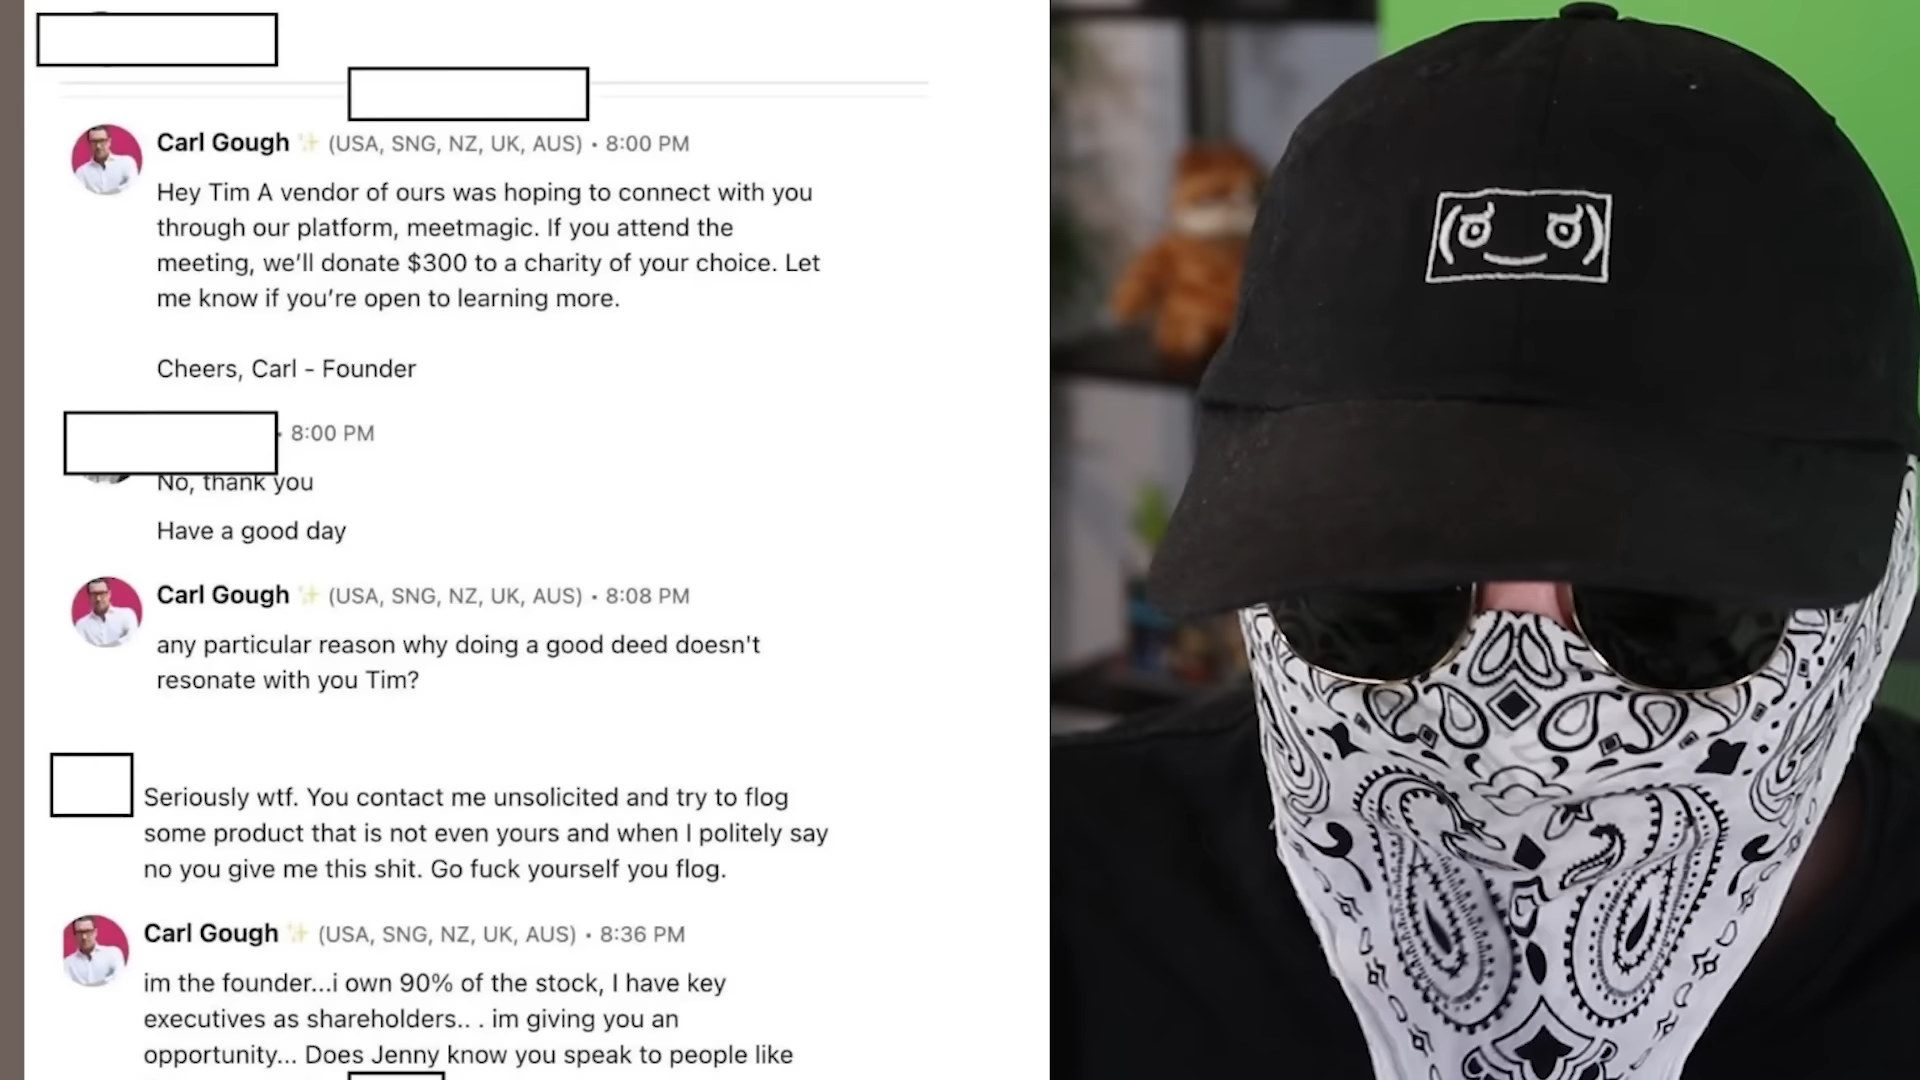 Carl Gough ✨ (USA, SNG, NZ, UK, AUS) • 8:00 PM
Hey Tim A vendor of ours was hoping to connect with you
through our platform, meetmagic. If you attend the
meeting, we’ll donate $300 to a charity of your choice. Let
me know if you’re open to learning more.
Cheers, Carl - Founder
• 8:00 PM
No, thank you
Have a good day
Carl Gough ✨ (USA, SNG, NZ, UK, AUS) • 8:08 PM
any particular reason why doing a good deed doesn't
resonate with you Tim?
Seriously wtf. You contact me unsolicited and try to flog
some product that is not even yours and when I politely say
no you give me this shit. Go fuck yourself you flog.
Carl Gough ✨ (USA, SNG, NZ, UK, AUS) • 8:36 PM
im the founder...i own 90% of the stock, I have key
executives as shareholders.. . im giving you an
opportunity... Does Jenny know you speak to people like